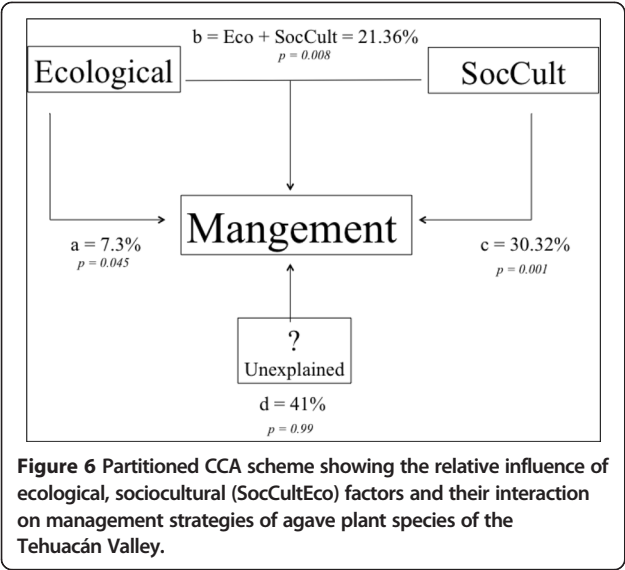 b = Eco + SocCult = 21.36%
p = 0.008
Ecological
SocCult
Mangement
a = 7.3%
p = 0.045
c = 30.32%
p = 0.001
?
Unexplained
d = 41%
p = 0.99
Figure 6 Partitioned CCA scheme showing the relative influence of
ecological, sociocultural (SocCultEco) factors and their interaction
on management strategies of agave plant species of the
Tehuacán Valley.